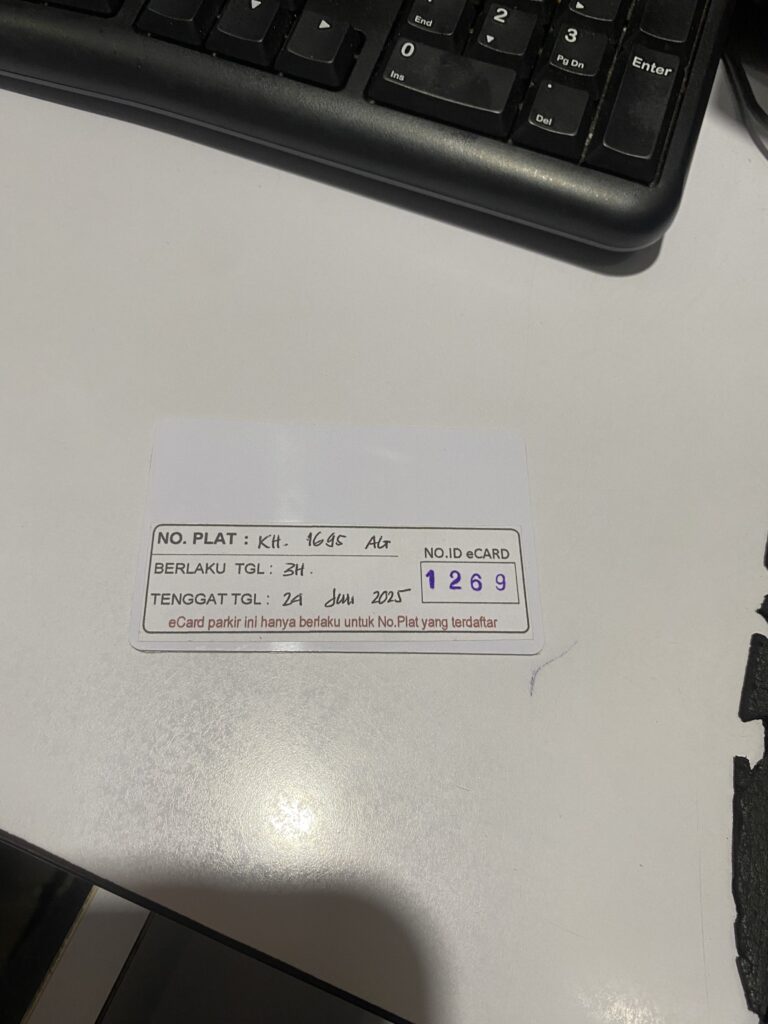 End
2
3
Pg Dn
Enter
0
Ins
.
Del
NO. PLAT : KH. 1695 AG
NO.ID eCARD
BERLAKU TGL : 3H.
1269
TENGGAT TGL : 24 Juni 2025
eCard parkir ini hanya berlaku untuk No.Plat yang terdaftar